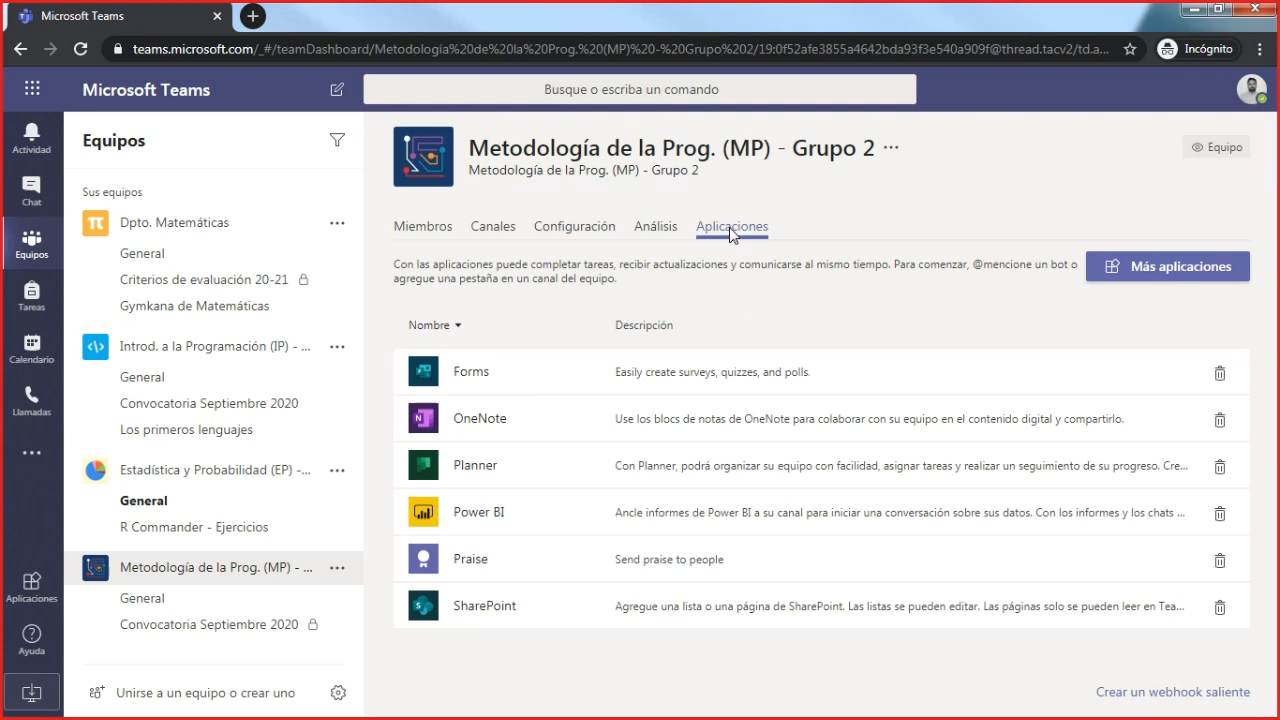 Microsoft Teams
teams.microsoft.com/_#/teamDashboard/Metodología%20de%20la%20Prog.%20(MP)%20-%20Grupo%202/19:0f52afe3855a4642bda93f3e540a909f@thread.tacv2/td.a...
Incógnito
Microsoft Teams
Busque o escriba un comando
Actividad
Chat
Equipos
Tareas
Calendario
Llamadas
Aplicaciones
Ayuda
Equipos
Sus equipos
Dpto. Matemáticas
General
Criterios de evaluación 20-21
Gymkana de Matemáticas
Introd. a la Programación (IP) - ...
General
Convocatoria Septiembre 2020
Los primeros lenguajes
Estadística y Probabilidad (EP) -...
General
R Commander - Ejercicios
Metodología de la Prog. (MP) - ...
General
Convocatoria Septiembre 2020
Unirse a un equipo o crear uno
Metodología de la Prog. (MP) - Grupo 2 ...
Metodología de la Prog. (MP) - Grupo 2
Equipo
Miembros Canales Configuración Análisis Aplicaciones
Con las aplicaciones puede completar tareas, recibir actualizaciones y comunicarse al mismo tiempo. Para comenzar, @mencione un bot o
agregue una pestaña en un canal del equipo.
Más aplicaciones
Nombre Descripción
Forms Easily create surveys, quizzes, and polls.
OneNote Use los blocs de notas de OneNote para colaborar con su equipo en el contenido digital y compartirlo.
Planner Con Planner, podrá organizar su equipo con facilidad, asignar tareas y realizar un seguimiento de su progreso. Cre...
Power BI Ancle informes de Power BI a su canal para iniciar una conversación sobre sus datos. Con los informes y los chats ...
Praise Send praise to people
SharePoint Agregue una lista o una página de SharePoint. Las listas se pueden editar. Las páginas solo se pueden leer en Tea...
Crear un webhook saliente